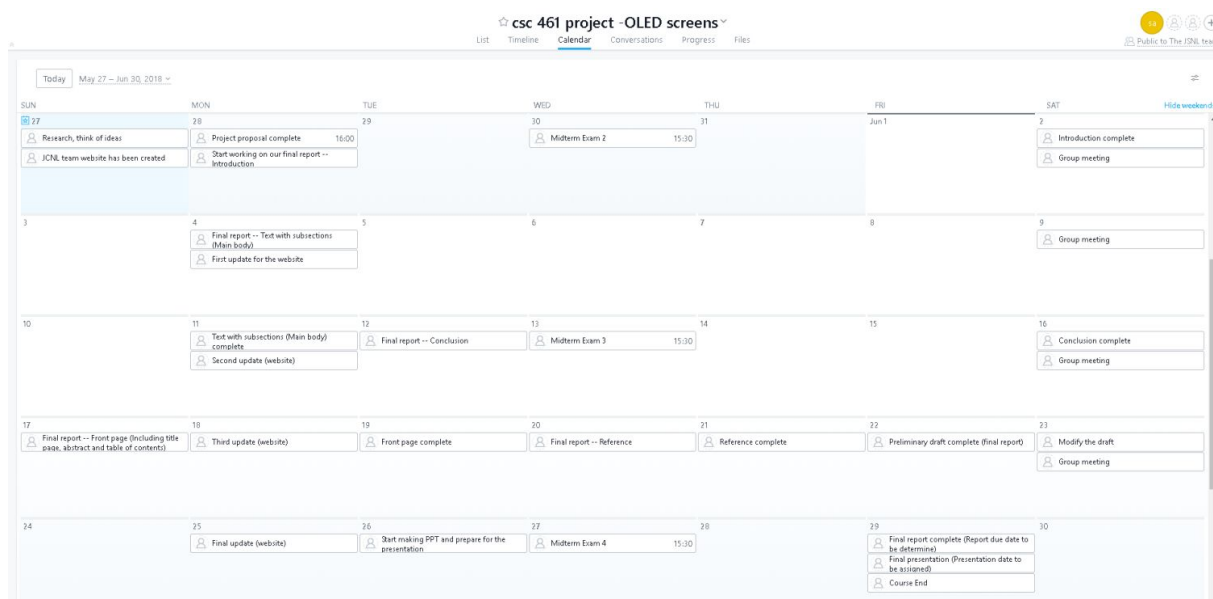 csc 461 project -OLED screens
SA
List Timeline Calendar Conversations Progress Files
Public to The JSNL tea
Today May 27 – Jun 30, 2018
SUN MON TUE WED THU FRI SAT Hide weekend
27 28 29 30 31 Jun 1 2
Research, think of ideas
JCNL team website has been created
Project proposal complete 16:00
Start working on our final report --
Introduction
Midterm Exam 2 15:30
Introduction complete
Group meeting
3 4 5 6 7 8 9
Final report -- Text with subsections
(Main body)
First update for the website
Group meeting
10 11 12 13 14 15 16
Text with subsections (Main body)
complete
Second update (website)
Final report -- Conclusion
Midterm Exam 3 15:30
Conclusion complete
Group meeting
17 18 19 20 21 22 23
Final report -- Front page (Including title
page, abstract and table of contents)
Third update (website)
Front page complete
Final report -- Reference
Reference complete
Preliminary draft complete (final report)
Modify the draft
Group meeting
24 25 26 27 28 29 30
Final update (website)
Start making PPT and prepare for the
presentation
Midterm Exam 4 15:30
Final report complete (Report due date to
be determine)
Final presentation (Presentation date to
be assigned)
Course End